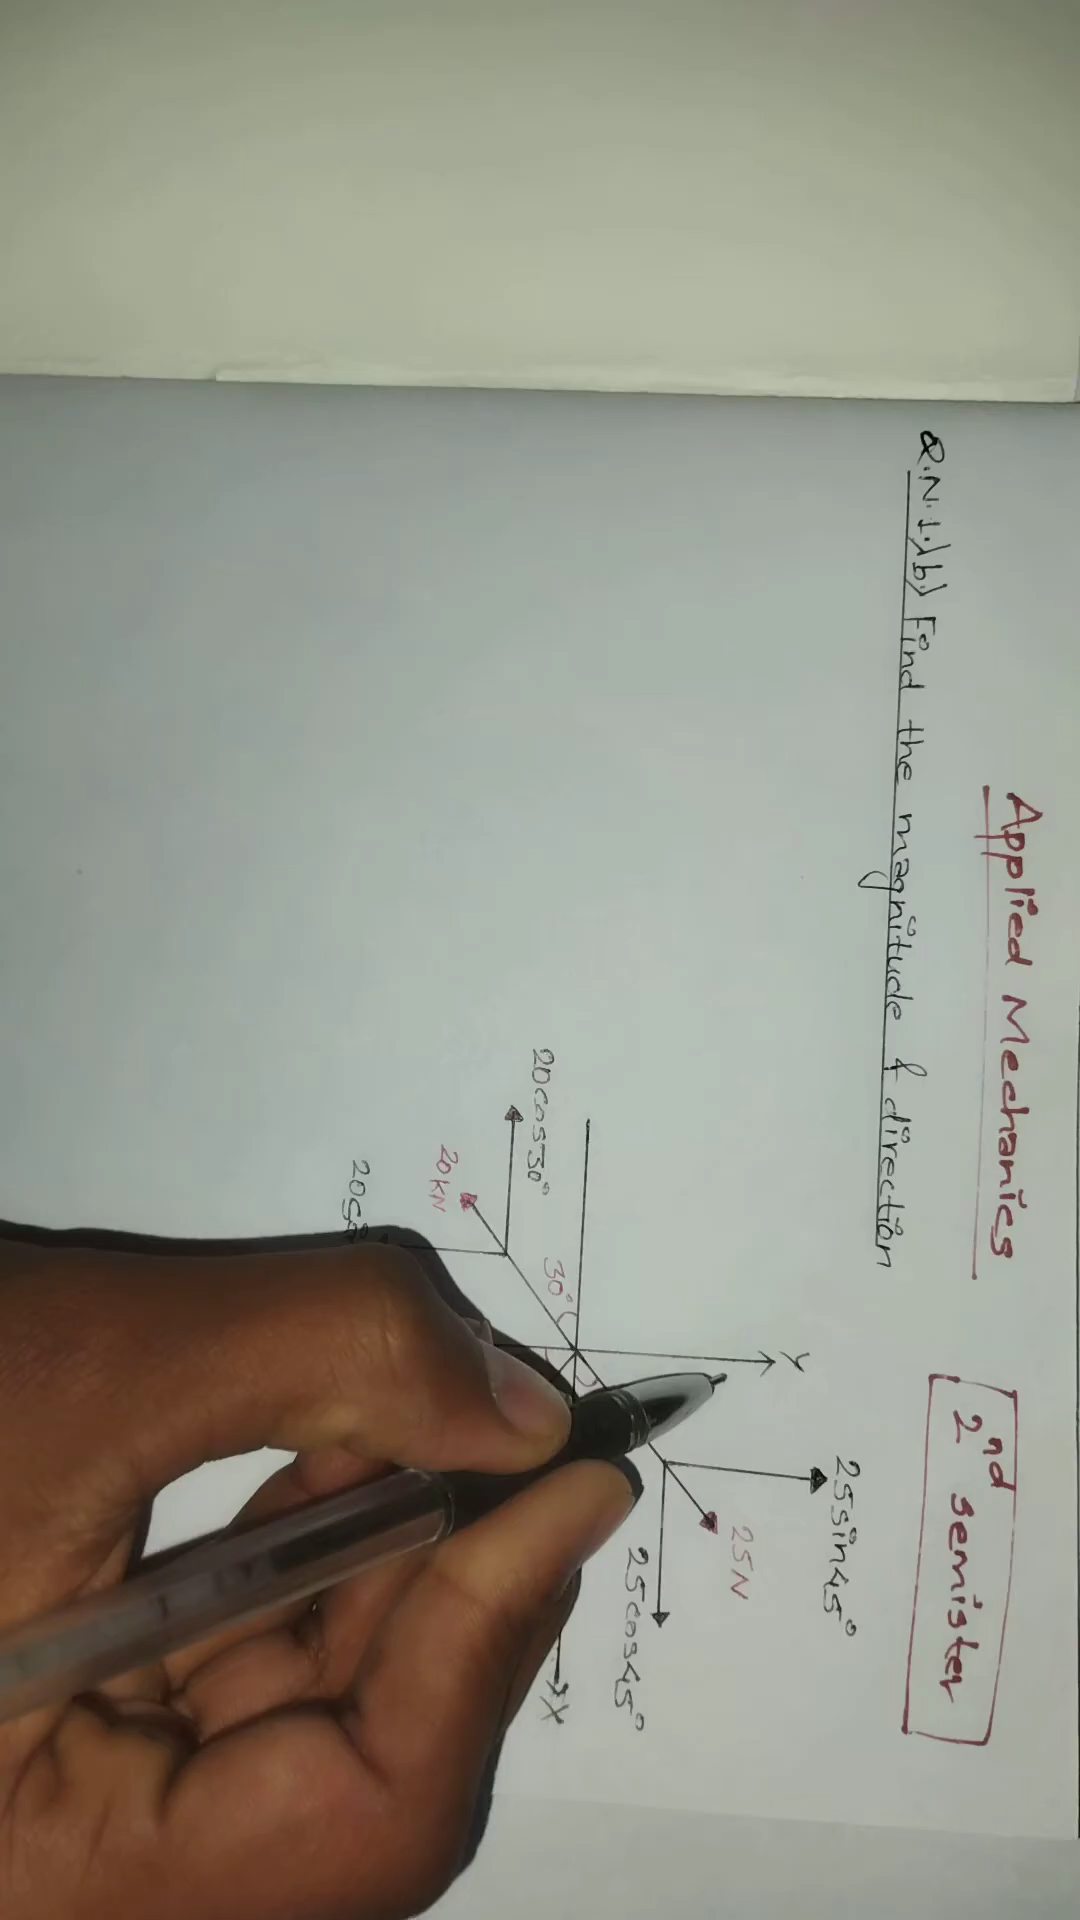 Applied Mechanics
2nd semister
Q.N.1.)b.) Find the magnitude & direction
Y
25sin45°
25N
25cos45°
X
20cos30°
30°
20KN